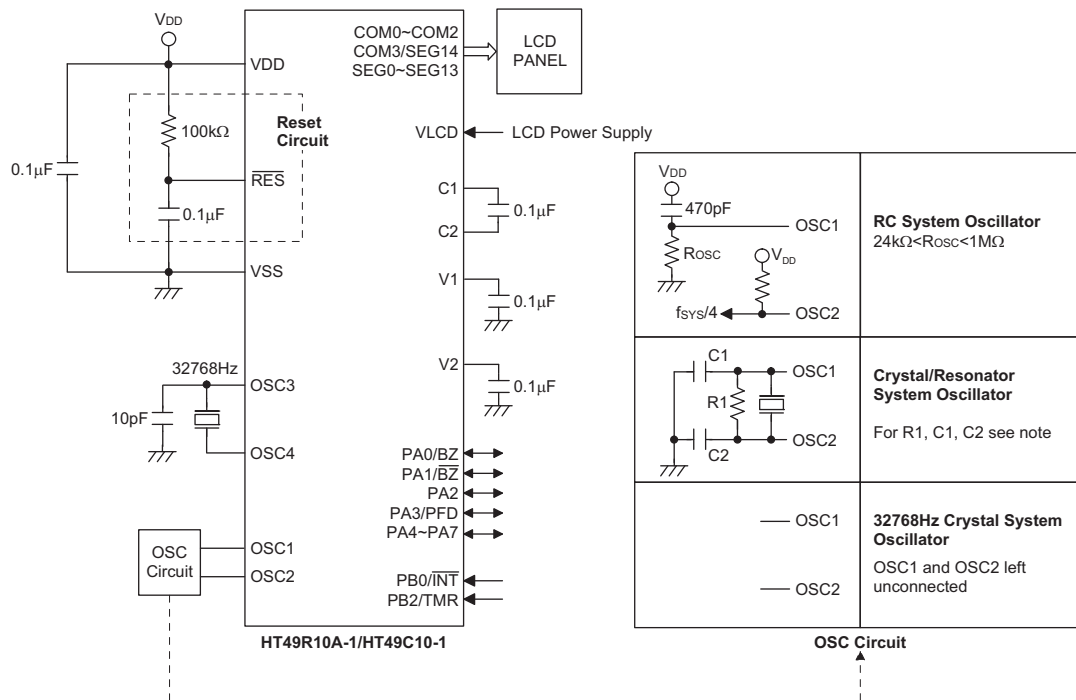 VDD
VDD
100kΩ
Reset
Circuit
0.1μF
RES
0.1μF
VSS
32768Hz
OSC3
10pF
OSC4
OSC
Circuit
OSC1
OSC2
COM0~COM2
COM3/SEG14
SEG0~SEG13
LCD
PANEL
VLCD
LCD Power Supply
C1
0.1μF
C2
V1
0.1μF
V2
0.1μF
PA0/BZ
PA1/BZ
PA2
PA3/PFD
PA4~PA7
PB0/INT
PB2/TMR
HT49R10A-1/HT49C10-1
VDD
470pF
OSC1
ROSC
VDD
fSYS/4
OSC2
RC System Oscillator
24kΩ<ROSC<1MΩ
C1
OSC1
R1
OSC2
C2
Crystal/Resonator
System Oscillator
For R1, C1, C2 see note
OSC1
OSC2
32768Hz Crystal System
Oscillator
OSC1 and OSC2 left
unconnected
OSC Circuit